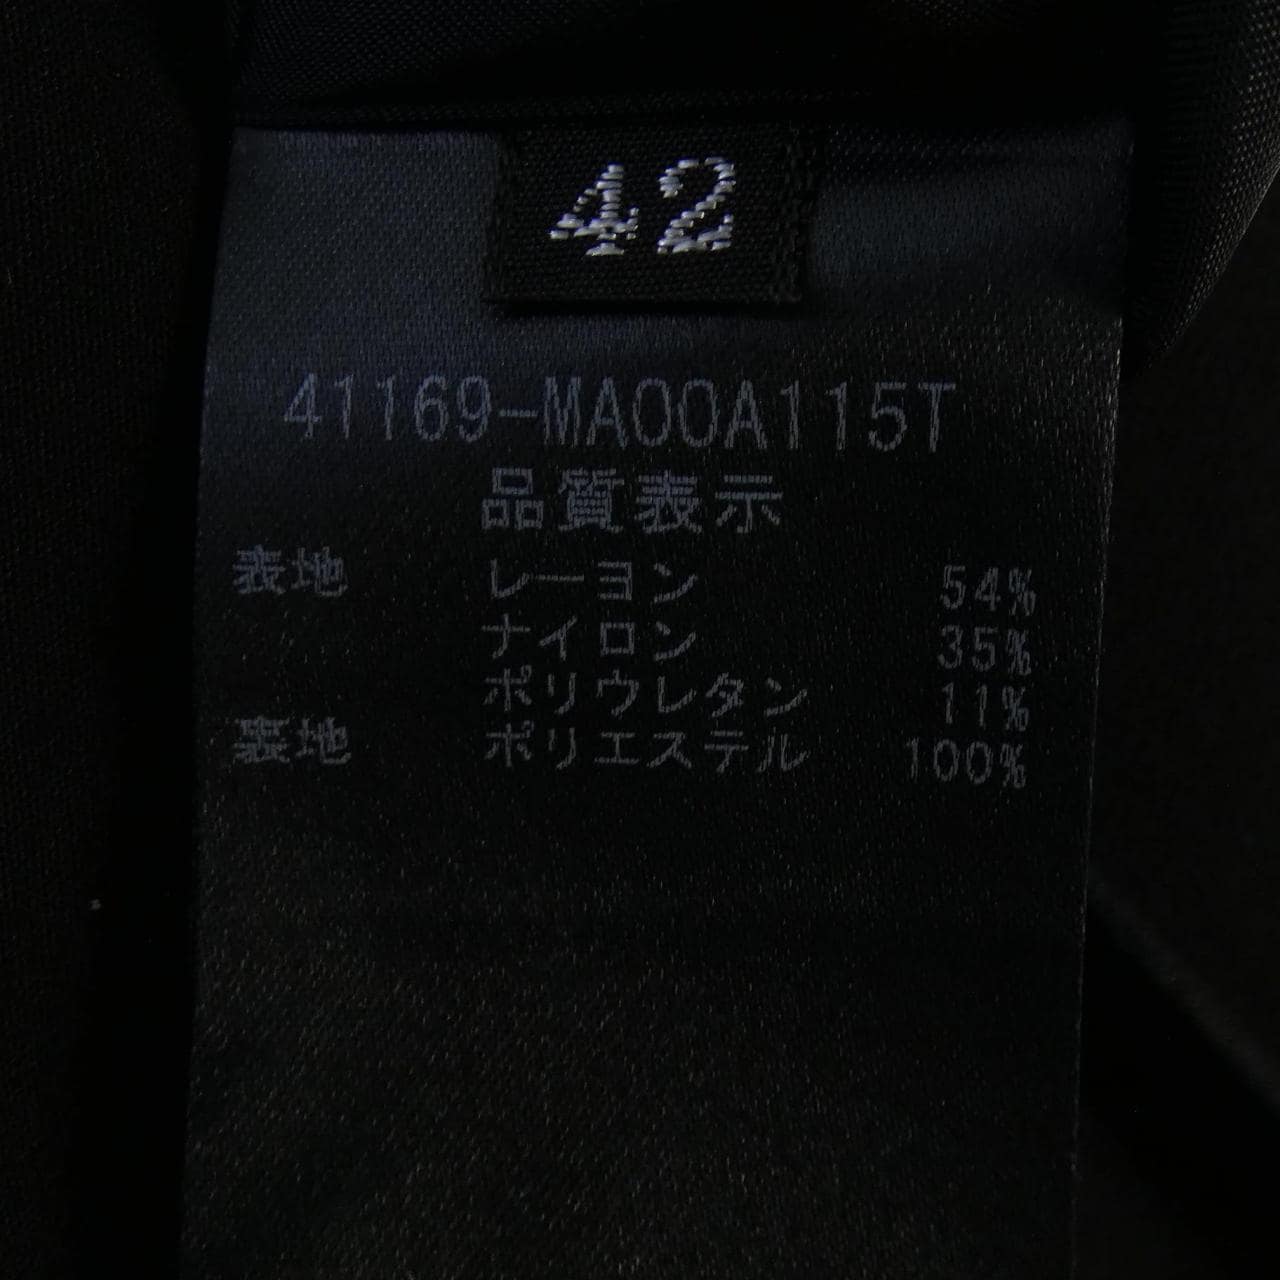 42
41169-MA00A115T
品質表示
表地 レーヨン 54%
ナイロン 35%
ポリウレタン 11%
裏地 ポリエステル 100%